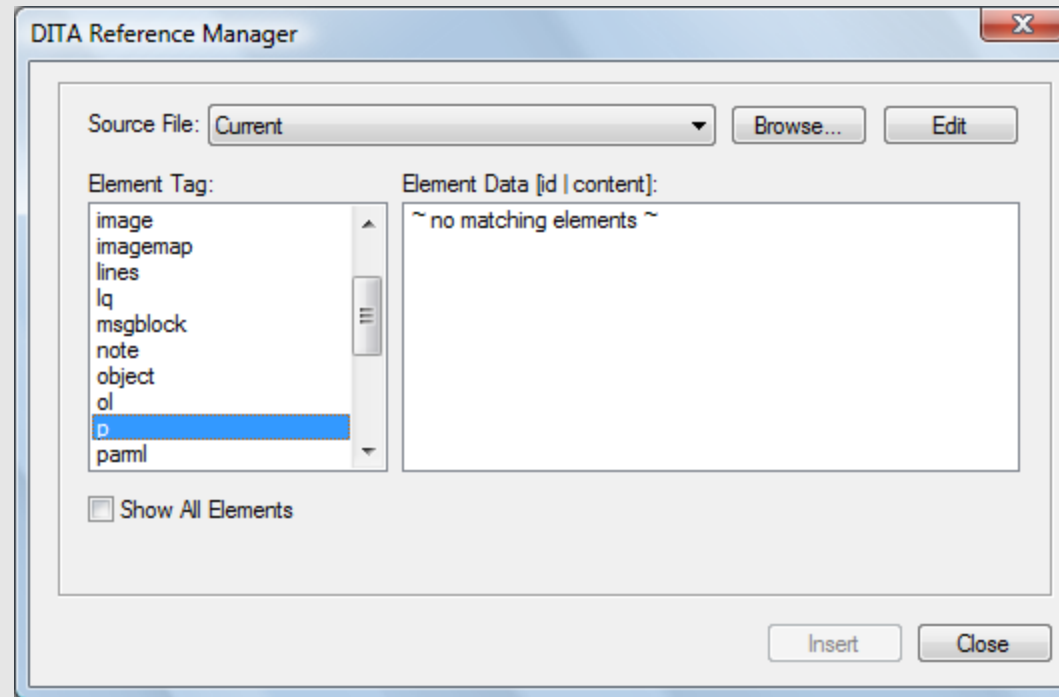 DITA Reference Manager
Source File: Current Browse... Edit
Element Tag:
Element Data [id | content]:
image
imagemap
lines
lq
msgblock
note
object
ol
p
parml
~ no matching elements ~
Show All Elements
Insert Close